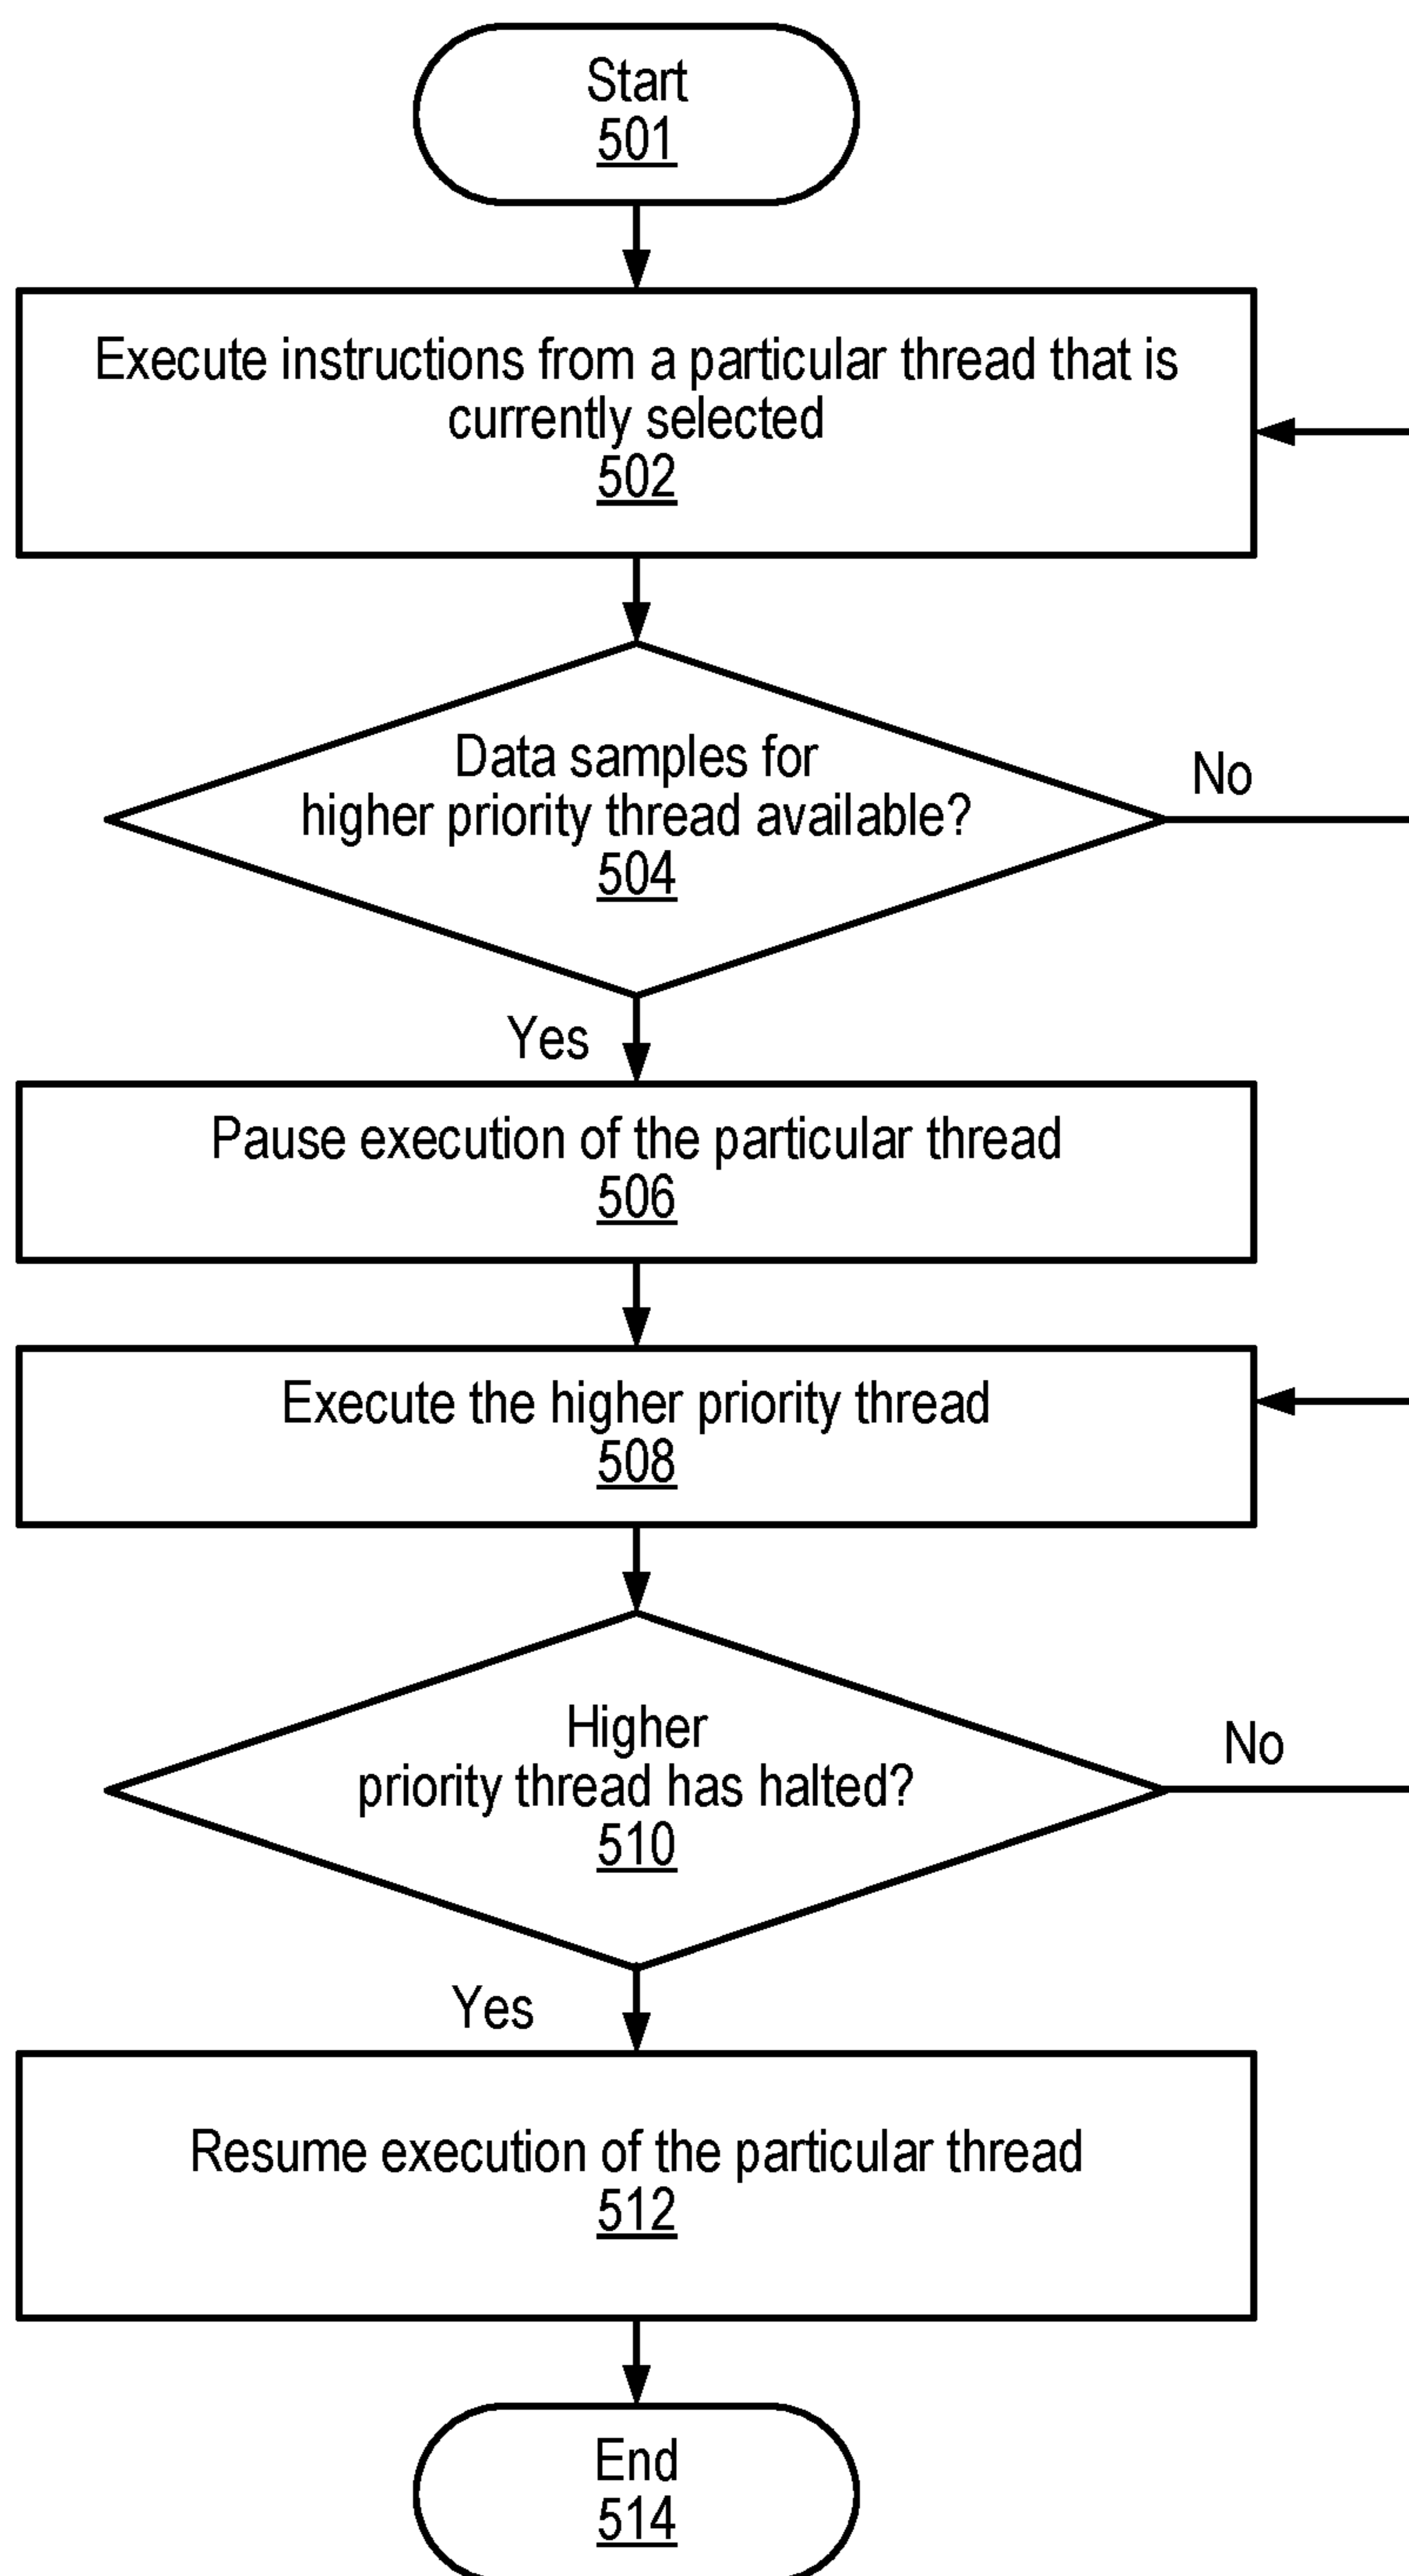 Start
501
Execute instructions from a particular thread that is
currently selected
502
Data samples for
higher priority thread available?
504
No
Yes
Pause execution of the particular thread
506
Execute the higher priority thread
508
Higher
priority thread has halted?
510
No
Yes
Resume execution of the particular thread
512
End
514